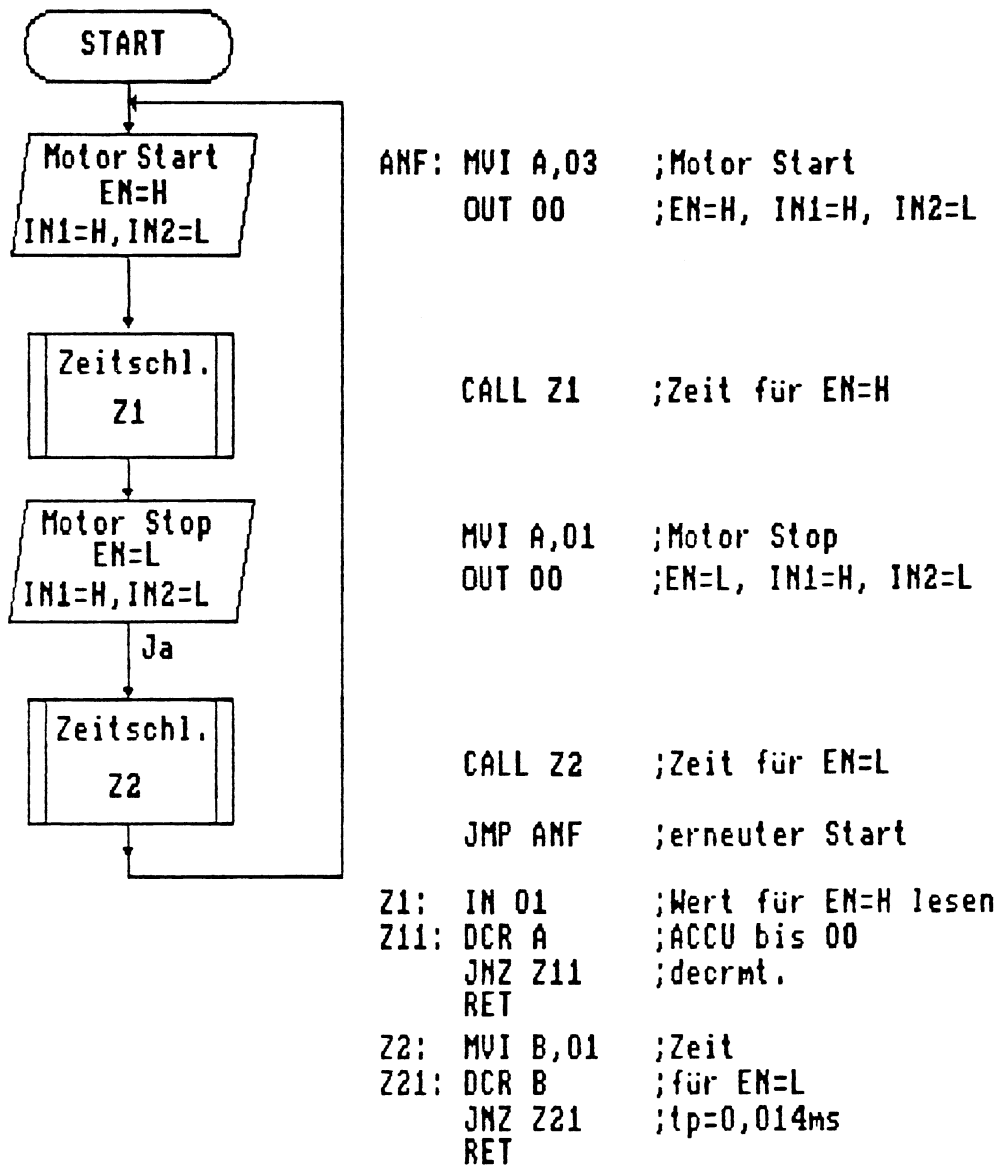 START
Motor Start
EN=H
IN1=H,IN2=L
Zeitschl.
Z1
Motor Stop
EN=L
IN1=H,IN2=L
Ja
Zeitschl.
Z2
ANF: MVI A,03 ;Motor Start
OUT 00 ;EN=H, IN1=H, IN2=L
CALL Z1 ;Zeit für EN=H
MVI A,01 ;Motor Stop
OUT 00 ;EN=L, IN1=H, IN2=L
CALL Z2 ;Zeit für EN=L
JMP ANF ;erneuter Start
Z1: IN 01 ;Wert für EN=H lesen
Z11: DCR A ;ACCU bis 00
JNZ Z11 ;decrmt.
RET
Z2: MVI B,01 ;Zeit
Z21: DCR B ;für EN=L
JNZ Z21 ;tp=0,014ms
RET